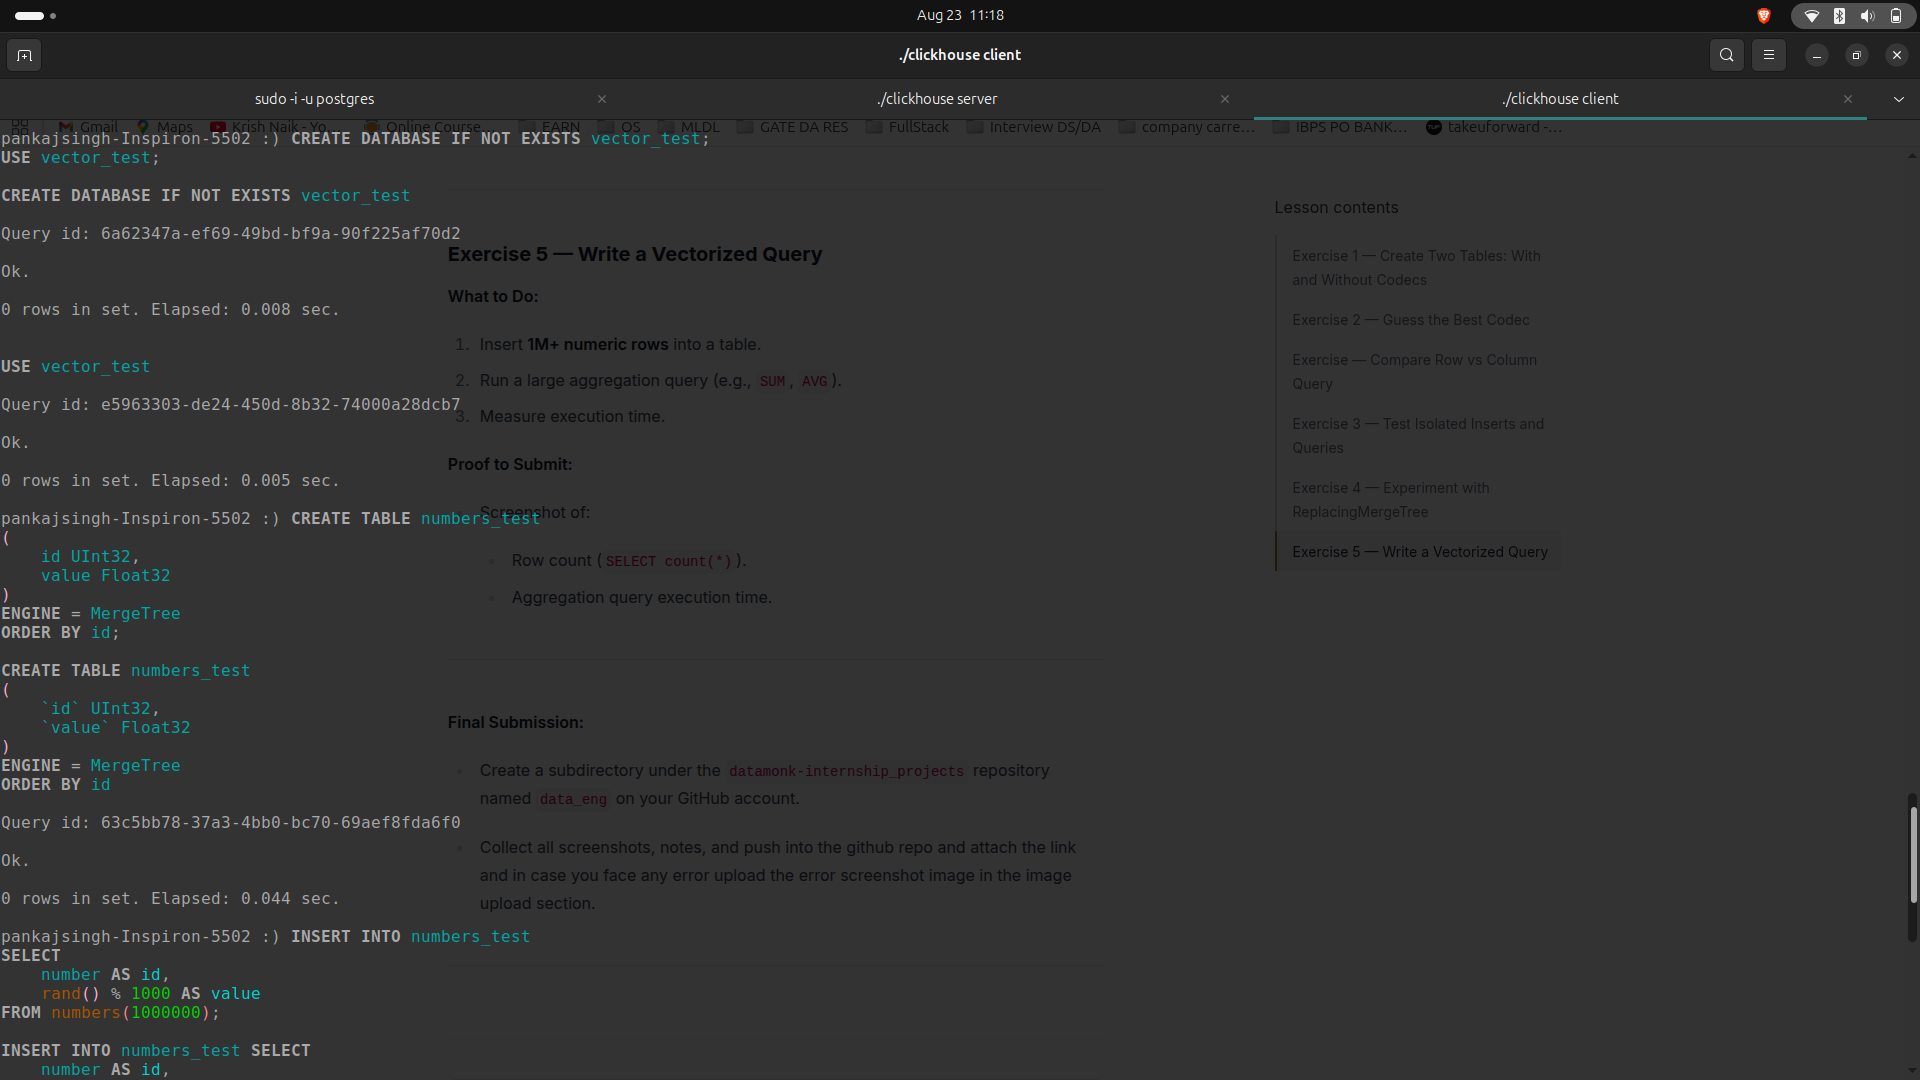 Aug 23 11:18
./clickhouse client
sudo -i -u postgres
./clickhouse server
./clickhouse client
Gmail Maps Krish Naik - Yo... Online Course... EARN OS MLDL GATE DA RES FullStack Interview DS/DA company carre... IBPS PO BANK... takeuforward -...
pankajsingh-Inspiron-5502 :) CREATE DATABASE IF NOT EXISTS vector_test;
USE vector_test;
CREATE DATABASE IF NOT EXISTS vector_test
Query id: 6a62347a-ef69-49bd-bf9a-90f225af70d2
Ok.
0 rows in set. Elapsed: 0.008 sec.
USE vector_test
Query id: e5963303-de24-450d-8b32-74000a28dcb7
Ok.
0 rows in set. Elapsed: 0.005 sec.
pankajsingh-Inspiron-5502 :) CREATE TABLE numbers_test
(
id UInt32,
value Float32
)
ENGINE = MergeTree
ORDER BY id;
CREATE TABLE numbers_test
(
`id` UInt32,
`value` Float32
)
ENGINE = MergeTree
ORDER BY id
Query id: 63c5bb78-37a3-4bb0-bc70-69aef8fda6f0
Ok.
0 rows in set. Elapsed: 0.044 sec.
pankajsingh-Inspiron-5502 :) INSERT INTO numbers_test
SELECT
number AS id,
rand() % 1000 AS value
FROM numbers(1000000);
INSERT INTO numbers_test SELECT
number AS id,
Exercise 5 — Write a Vectorized Query
What to Do:
1. Insert 1M+ numeric rows into a table.
2. Run a large aggregation query (e.g., SUM, AVG).
3. Measure execution time.
Proof to Submit:
Screenshot of:
Row count (SELECT count(*)).
Aggregation query execution time.
Final Submission:
Create a subdirectory under the datamonk-internship_projects repository
named data_eng on your GitHub account.
Collect all screenshots, notes, and push into the github repo and attach the link
and in case you face any error upload the error screenshot image in the image
upload section.
Lesson contents
Exercise 1 — Create Two Tables: With
and Without Codecs
Exercise 2 — Guess the Best Codec
Exercise — Compare Row vs Column
Query
Exercise 3 — Test Isolated Inserts and
Queries
Exercise 4 — Experiment with
ReplacingMergeTree
Exercise 5 — Write a Vectorized Query